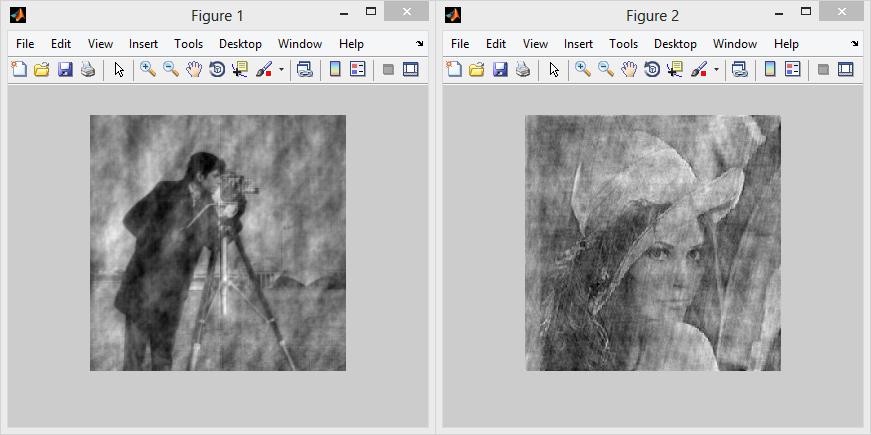 Figure 1
File Edit View Insert Tools Desktop Window Help
Figure 2
File Edit View Insert Tools Desktop Window Help